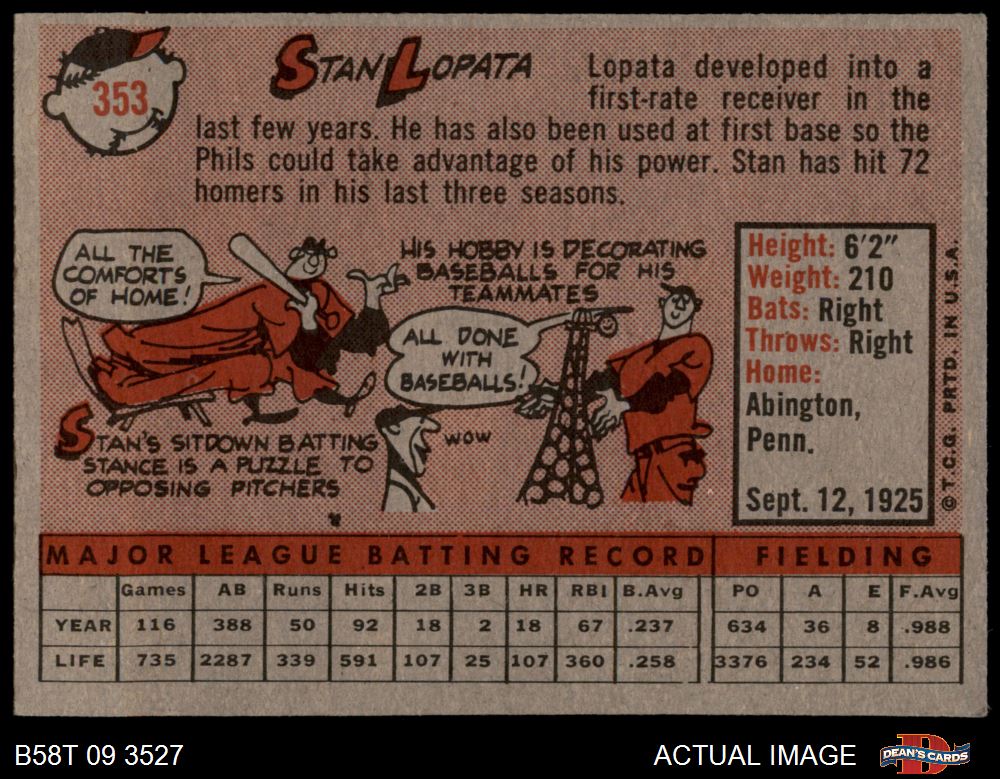 353
STAN LOPATA
Lopata developed into a
first-rate receiver in the
last few years. He has also been used at first base so the
Phils could take advantage of his power. Stan has hit 72
homers in his last three seasons.
ALL THE
COMFORTS
OF HOME!
STAN'S SITDOWN BATTING
STANCE IS A PUZZLE TO
OPPOSING PITCHERS
HIS HOBBY IS DECORATING
BASEBALLS FOR HIS
TEAMMATES
ALL DONE
WITH
BASEBALLS!
WOW
Height: 6'2"
Weight: 210
Bats: Right
Throws: Right
Home:
Abington,
Penn.
Sept. 12, 1925
© T.C.G. PRTD. IN U.S.A.
MAJOR LEAGUE BATTING RECORD FIELDING
Games AB Runs Hits 2B 3B HR RBI B.Avg PO A E F.Avg
YEAR 116 388 50 92 18 2 18 67 .237 634 36 8 .988
LIFE 735 2287 339 591 107 25 107 360 .258 3376 234 52 .986
B58T 09 3527
ACTUAL IMAGE
DEAN'S CARDS